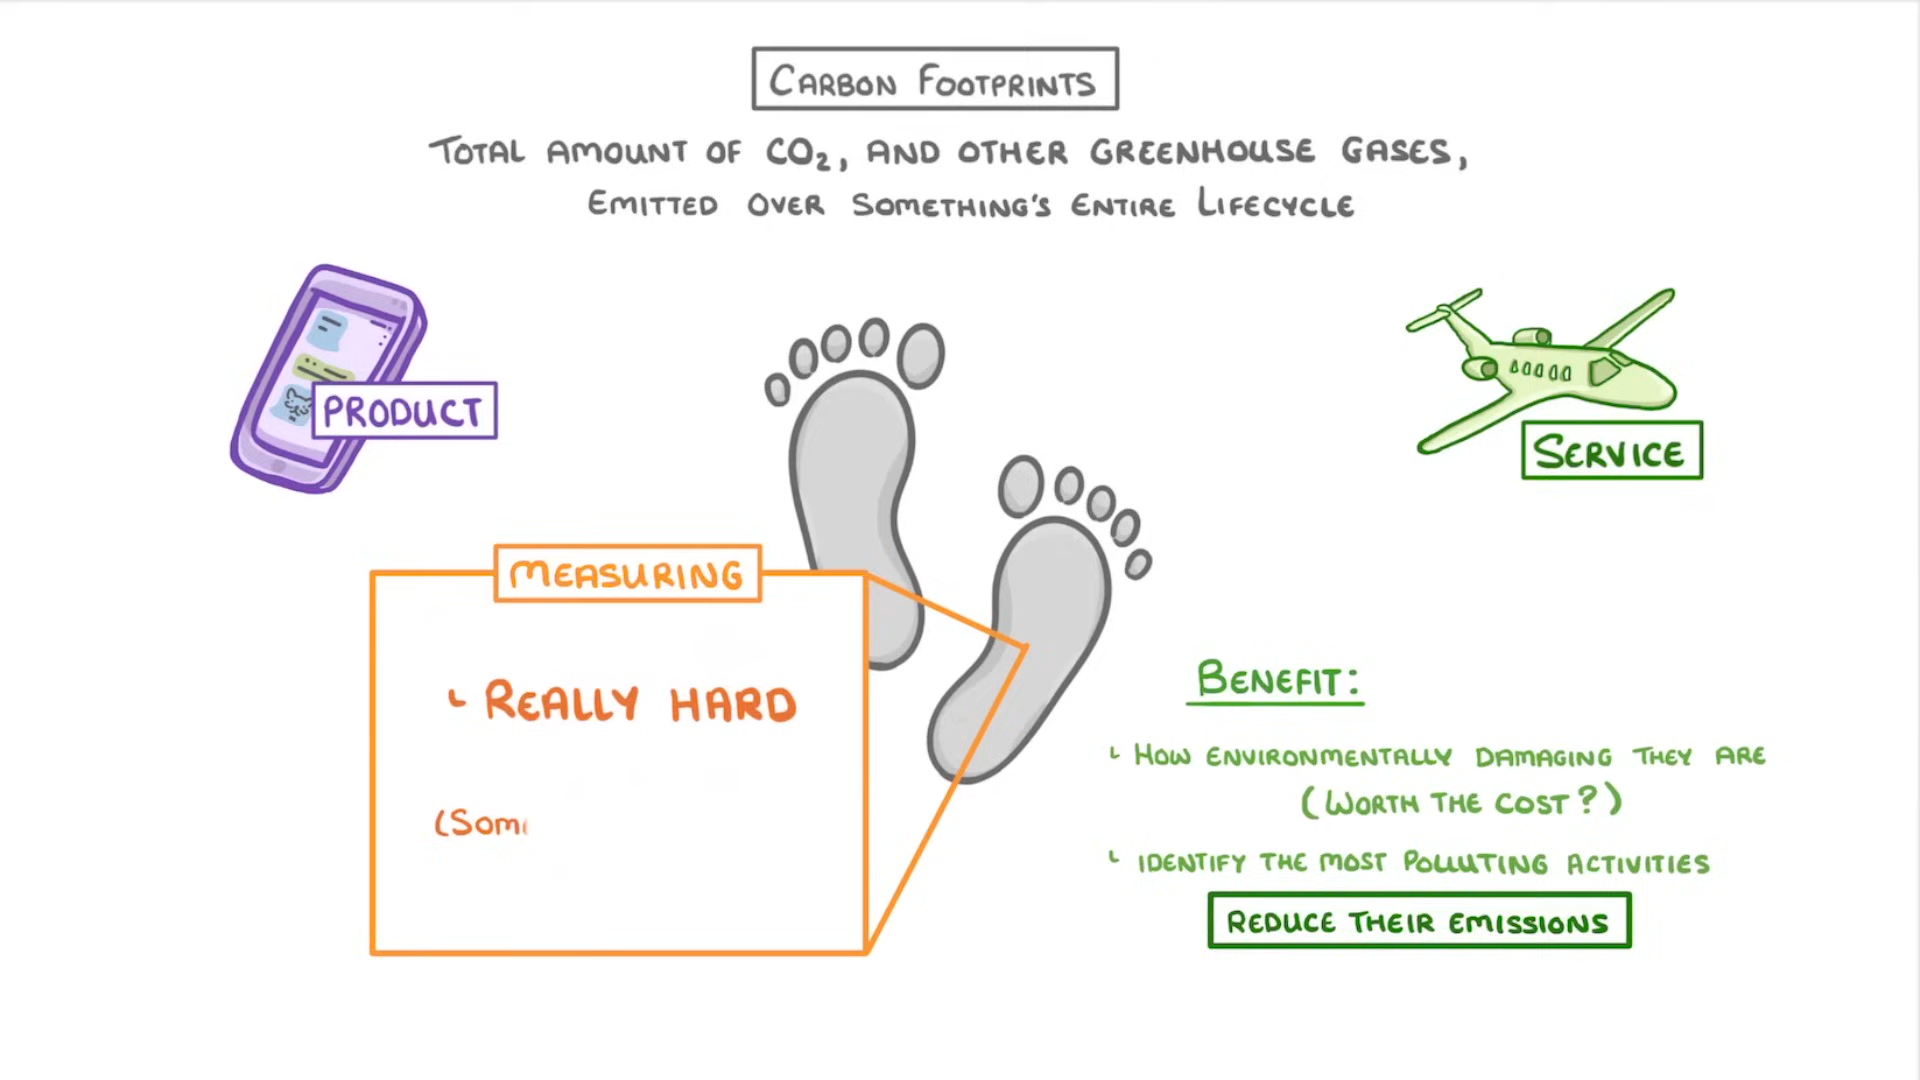 CARBON FOOTPRINTS
TOTAL AMOUNT OF CO₂, AND OTHER GREENHOUSE GASES,
EMITTED OVER SOMETHING'S ENTIRE LIFECYCLE
PRODUCT
SERVICE
MEASURING
REALLY HARD
(SOM
BENEFIT:
HOW ENVIRONMENTALLY DAMAGING THEY ARE
(WORTH THE COST?)
IDENTIFY THE MOST POLLUTING ACTIVITIES
REDUCE THEIR EMISSIONS